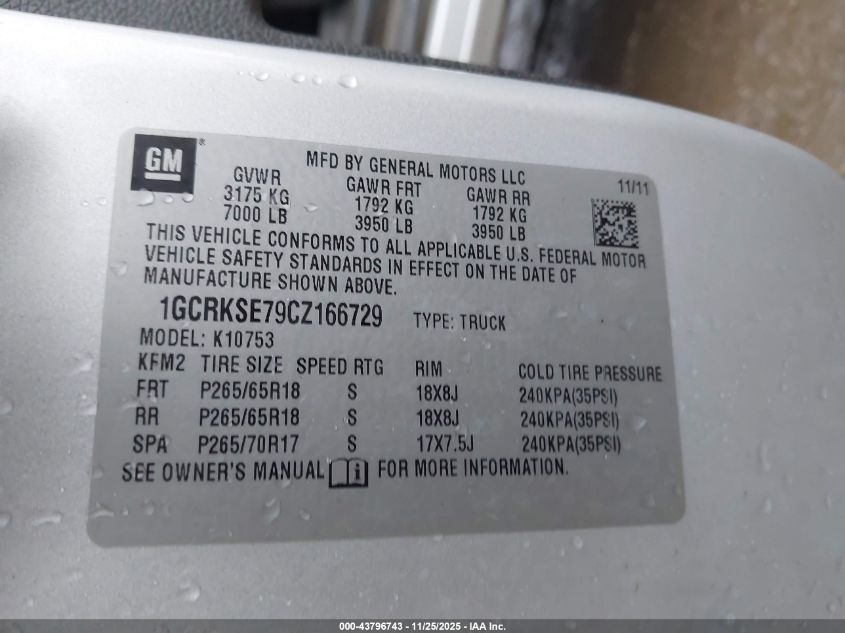 GM®
MFD BY GENERAL MOTORS LLC
11/11
GVWR GAWR FRT GAWR RR
3175 KG 1792 KG 1792 KG
7000 LB 3950 LB 3950 LB
THIS VEHICLE CONFORMS TO ALL APPLICABLE U.S. FEDERAL MOTOR
VEHICLE SAFETY STANDARDS IN EFFECT ON THE DATE OF
MANUFACTURE SHOWN ABOVE.
1GCRKSE79CZ166729 TYPE: TRUCK
MODEL: K10753
KFM2 TIRE SIZE SPEED RTG RIM COLD TIRE PRESSURE
FRT P265/65R18 S 18X8J 240KPA(35PSI)
RR P265/65R18 S 18X8J 240KPA(35PSI)
SPA P265/70R17 S 17X7.5J 240KPA(35PSI)
SEE OWNER'S MANUAL i FOR MORE INFORMATION.
000-43796743 - 11/25/2025 - IAA Inc.